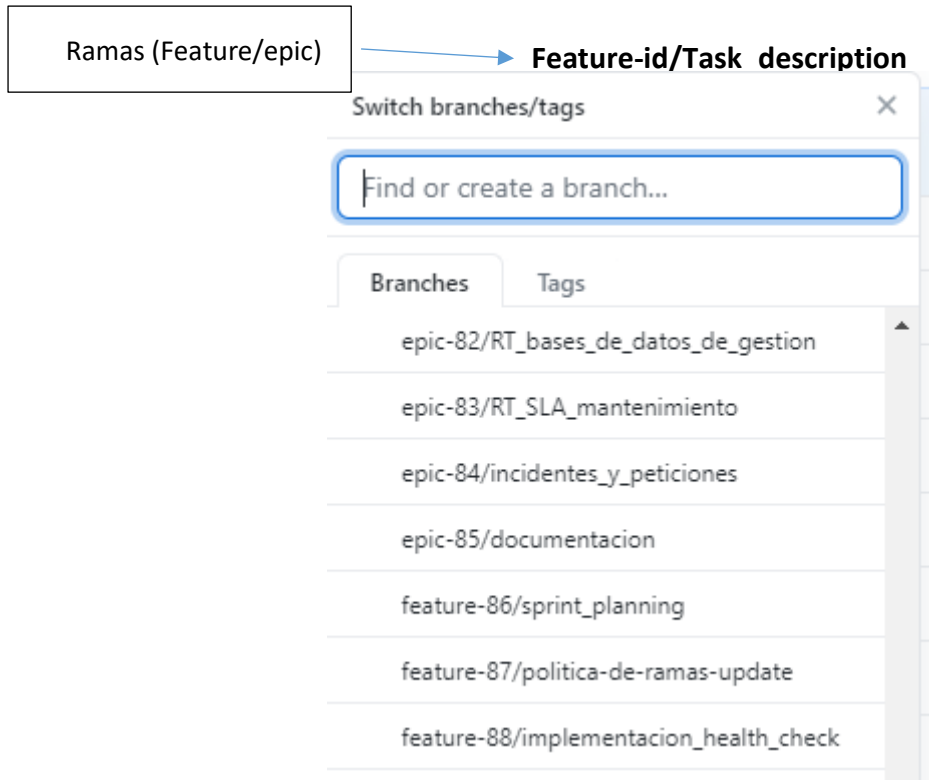 Ramas (Feature/epic)
Feature-id/Task_description
Switch branches/tags
Find or create a branch...
Branches
Tags
epic-82/RT_bases_de_datos_de_gestion
epic-83/RT_SLA_mantenimiento
epic-84/incidentes_y_peticiones
epic-85/documentacion
feature-86/sprint_planning
feature-87/politica-de-ramas-update
feature-88/implementacion_health_check